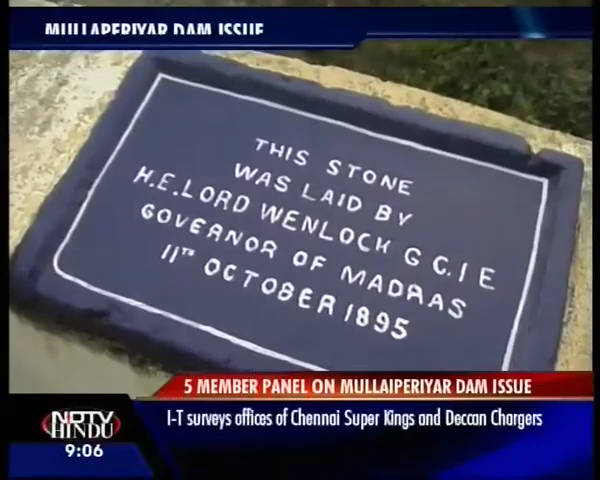 MULLAPERIYAR DAM ISSUE
THIS STONE
WAS LAID BY
H.E.LORD WENLOCK G C.I E
GOVERNOR OF MADRAS
11TH OCTOBER 1895
5 MEMBER PANEL ON MULLAIPERIYAR DAM ISSUE
NDTV
HINDU
I-T surveys offices of Chennai Super Kings and Deccan Chargers
9:06